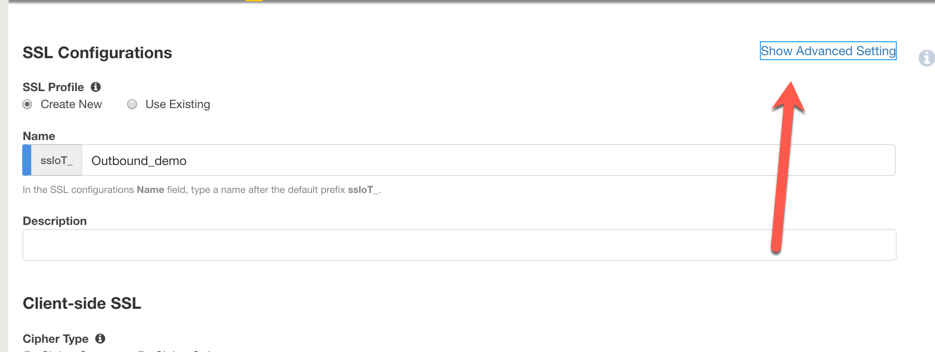 SSL Configurations
Show Advanced Setting
SSL Profile
Create New
Use Existing
Name
ssloT_ Outbound_demo
In the SSL configurations Name field, type a name after the default prefix ssloT_.
Description
Client-side SSL
Cipher Type